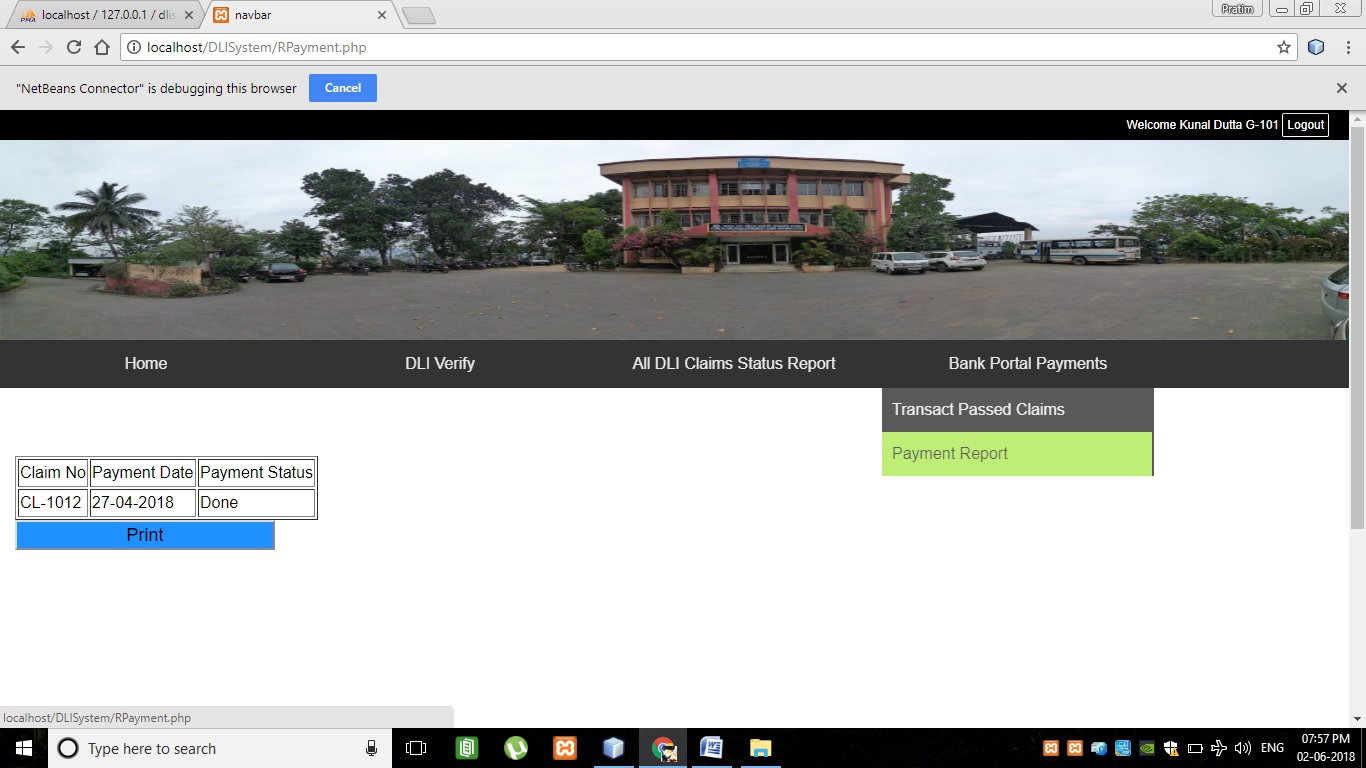 localhost / 127.0.0.1 / dlis
navbar
Pratim
localhost/DLISystem/RPayment.php
"NetBeans Connector" is debugging this browser
Cancel
Welcome Kunal Dutta G-101 Logout
Home
DLI Verify
All DLI Claims Status Report
Bank Portal Payments
Transact Passed Claims
Payment Report
Claim No Payment Date Payment Status
CL-1012 27-04-2018 Done
Print
localhost/DLISystem/RPayment.php
Type here to search
ENG
07:57 PM
02-06-2018